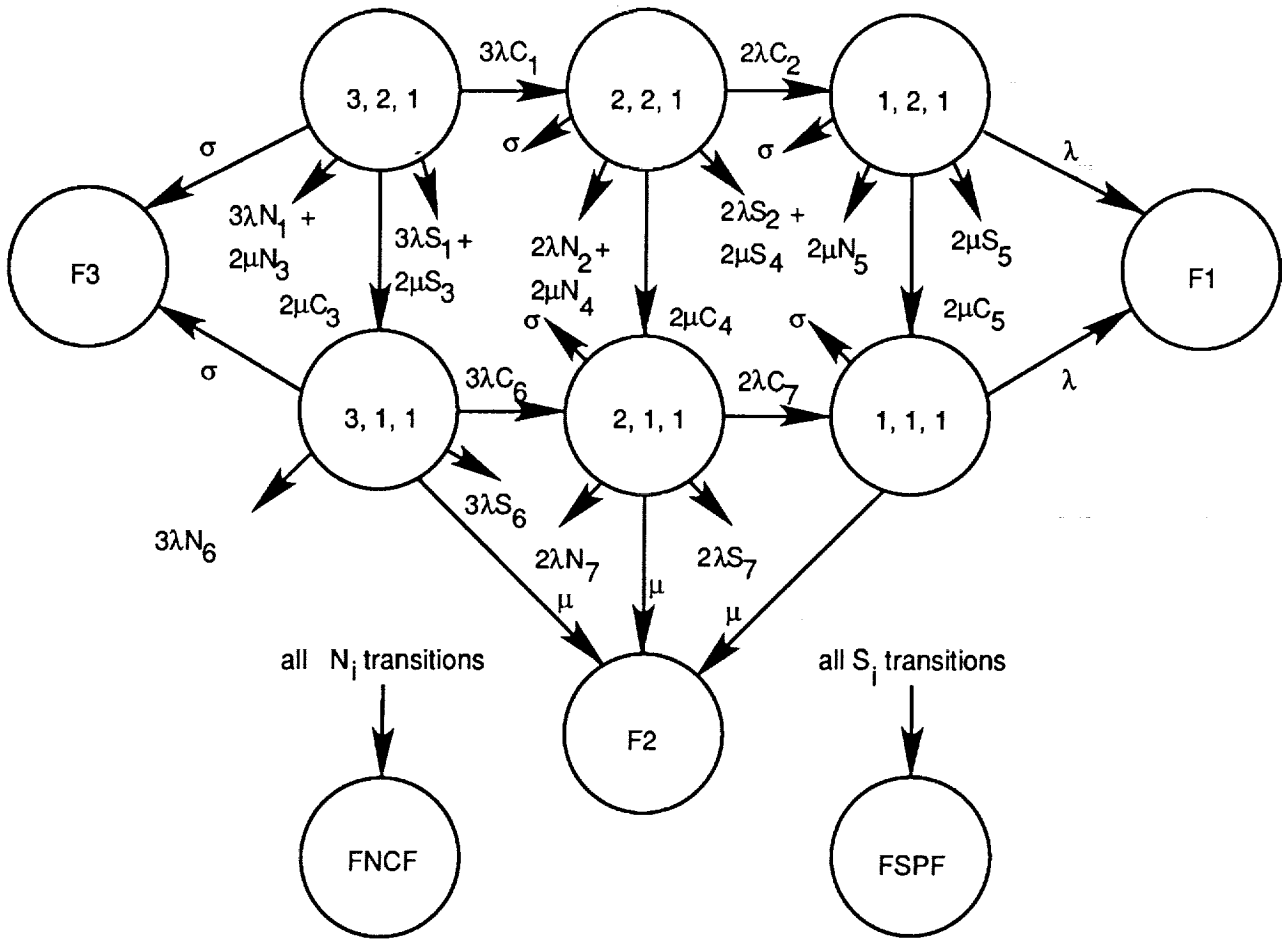 3λC₁
2λC₂
3, 2, 1
2, 2, 1
1, 2, 1
σ
σ
σ
λ
3λN₁ +
2μN₃
3λS₁ +
2μS₃
2λN₂ +
2μN₄
2λS₂ +
2μS₄
2μN₅
2μS₅
F3
F1
2μC₃
σ
2μC₄
σ
2μC₅
σ
3λC₆
2λC₇
λ
3, 1, 1
2, 1, 1
1, 1, 1
3λN₆
3λS₆
2λN₇
2λS₇
μ
μ
μ
all Nᵢ transitions
all Sᵢ transitions
F2
FNCF
FSPF